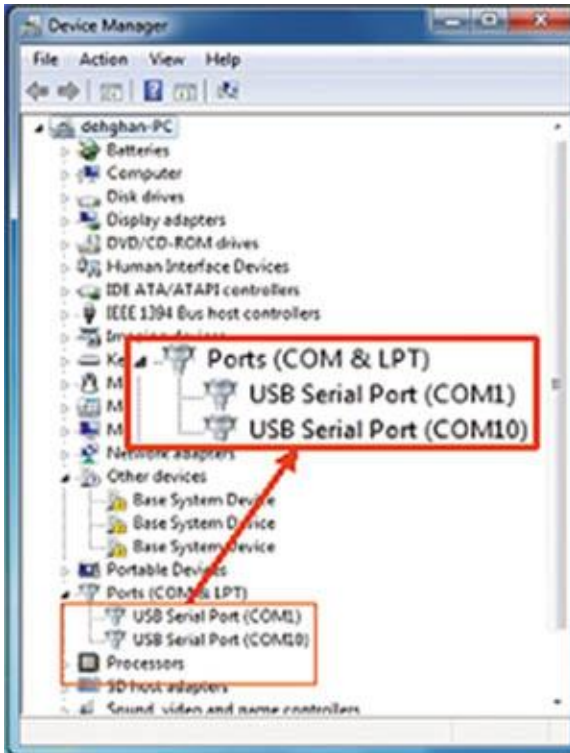 Device Manager
File Action View Help
dehghan-PC
Batteries
Computer
Disk drives
Display adapters
DVD/CD-ROM drives
Human Interface Devices
IDE ATA/ATAPI controllers
IEEE 1394 Bus host controllers
Ports (COM & LPT)
USB Serial Port (COM1)
USB Serial Port (COM10)
Network adapters
Other devices
Base System Device
Base System Device
Base System Device
Portable Devices
Ports (COM & LPT)
USB Serial Port (COM1)
USB Serial Port (COM10)
Processors
SD host adapters
Sound, video and game controllers